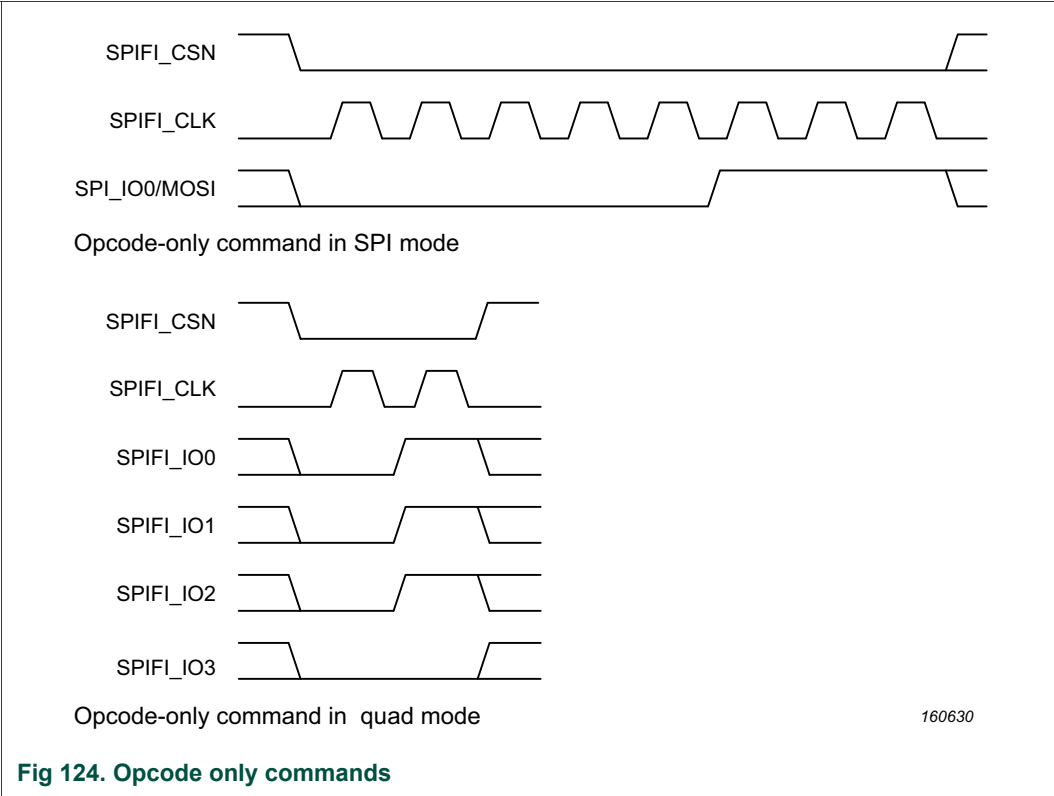 SPIFI_CSN
SPIFI_CLK
SPI_IO0/MOSI
Opcode-only command in SPI mode
SPIFI_CSN
SPIFI_CLK
SPIFI_IO0
SPIFI_IO1
SPIFI_IO2
SPIFI_IO3
Opcode-only command in quad mode
160630
Fig 124. Opcode only commands